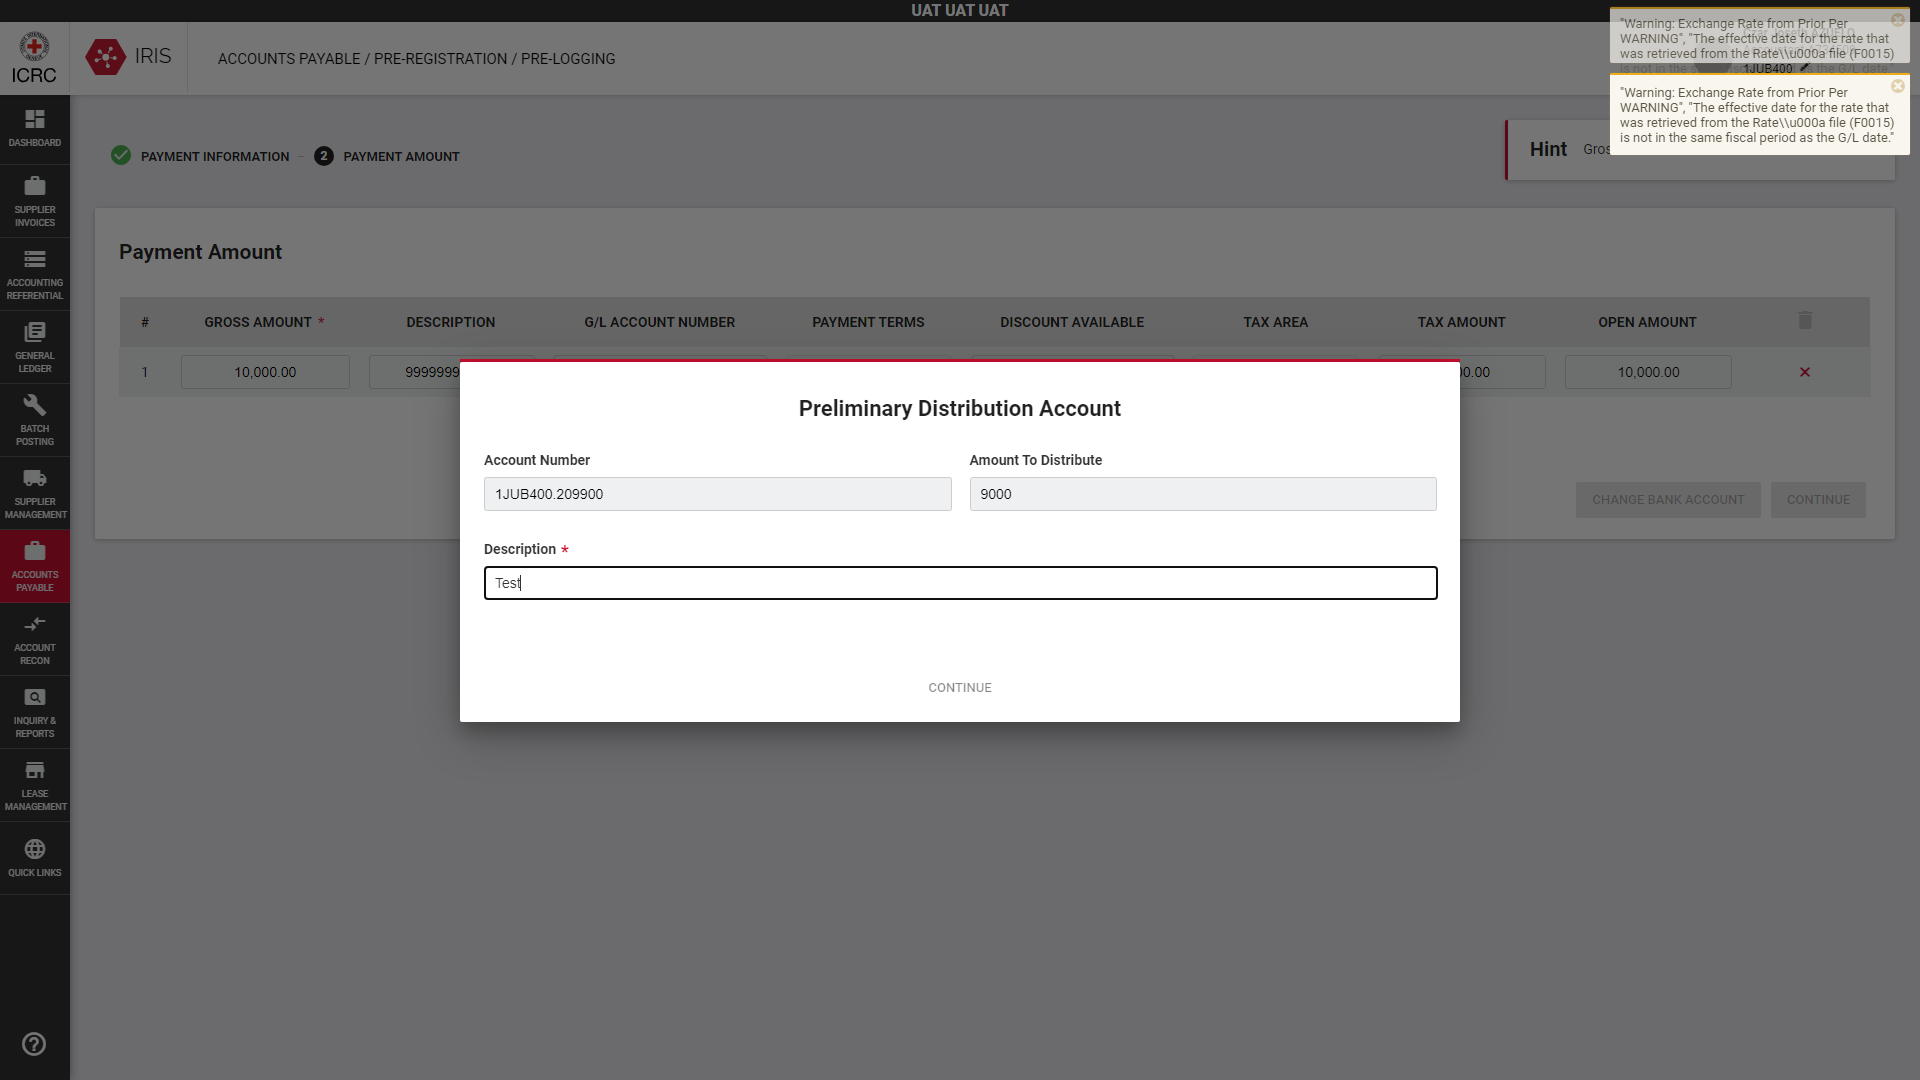 UAT UAT UAT
ICRC
IRIS
ACCOUNTS PAYABLE / PRE-REGISTRATION / PRE-LOGGING
"Warning: Exchange Rate from Prior Per
WARNING", "The effective date for the rate that
was retrieved from the Rate\\u000a file (F0015)
is not in the same fiscal period as the G/L date."
1JUB400
"Warning: Exchange Rate from Prior Per
WARNING", "The effective date for the rate that
was retrieved from the Rate\\u000a file (F0015)
is not in the same fiscal period as the G/L date."
DASHBOARD
SUPPLIER
INVOICES
ACCOUNTING
REFERENTIAL
GENERAL
LEDGER
BATCH
POSTING
SUPPLIER
MANAGEMENT
ACCOUNTS
PAYABLE
ACCOUNT
RECON
INQUIRY &
REPORTS
LEASE
MANAGEMENT
QUICK LINKS
PAYMENT INFORMATION
2 PAYMENT AMOUNT
Hint
Payment Amount
# GROSS AMOUNT * DESCRIPTION G/L ACCOUNT NUMBER PAYMENT TERMS DISCOUNT AVAILABLE TAX AREA TAX AMOUNT OPEN AMOUNT
1 10,000.00 9999999 0.00 10,000.00
CHANGE BANK ACCOUNT CONTINUE
Preliminary Distribution Account
Account Number Amount To Distribute
1JUB400.209900 9000
Description *
Test
CONTINUE